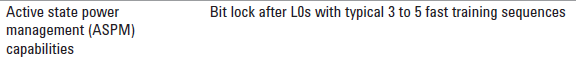 Active state power
management (ASPM)
capabilities
Bit lock after L0s with typical 3 to 5 fast training sequences